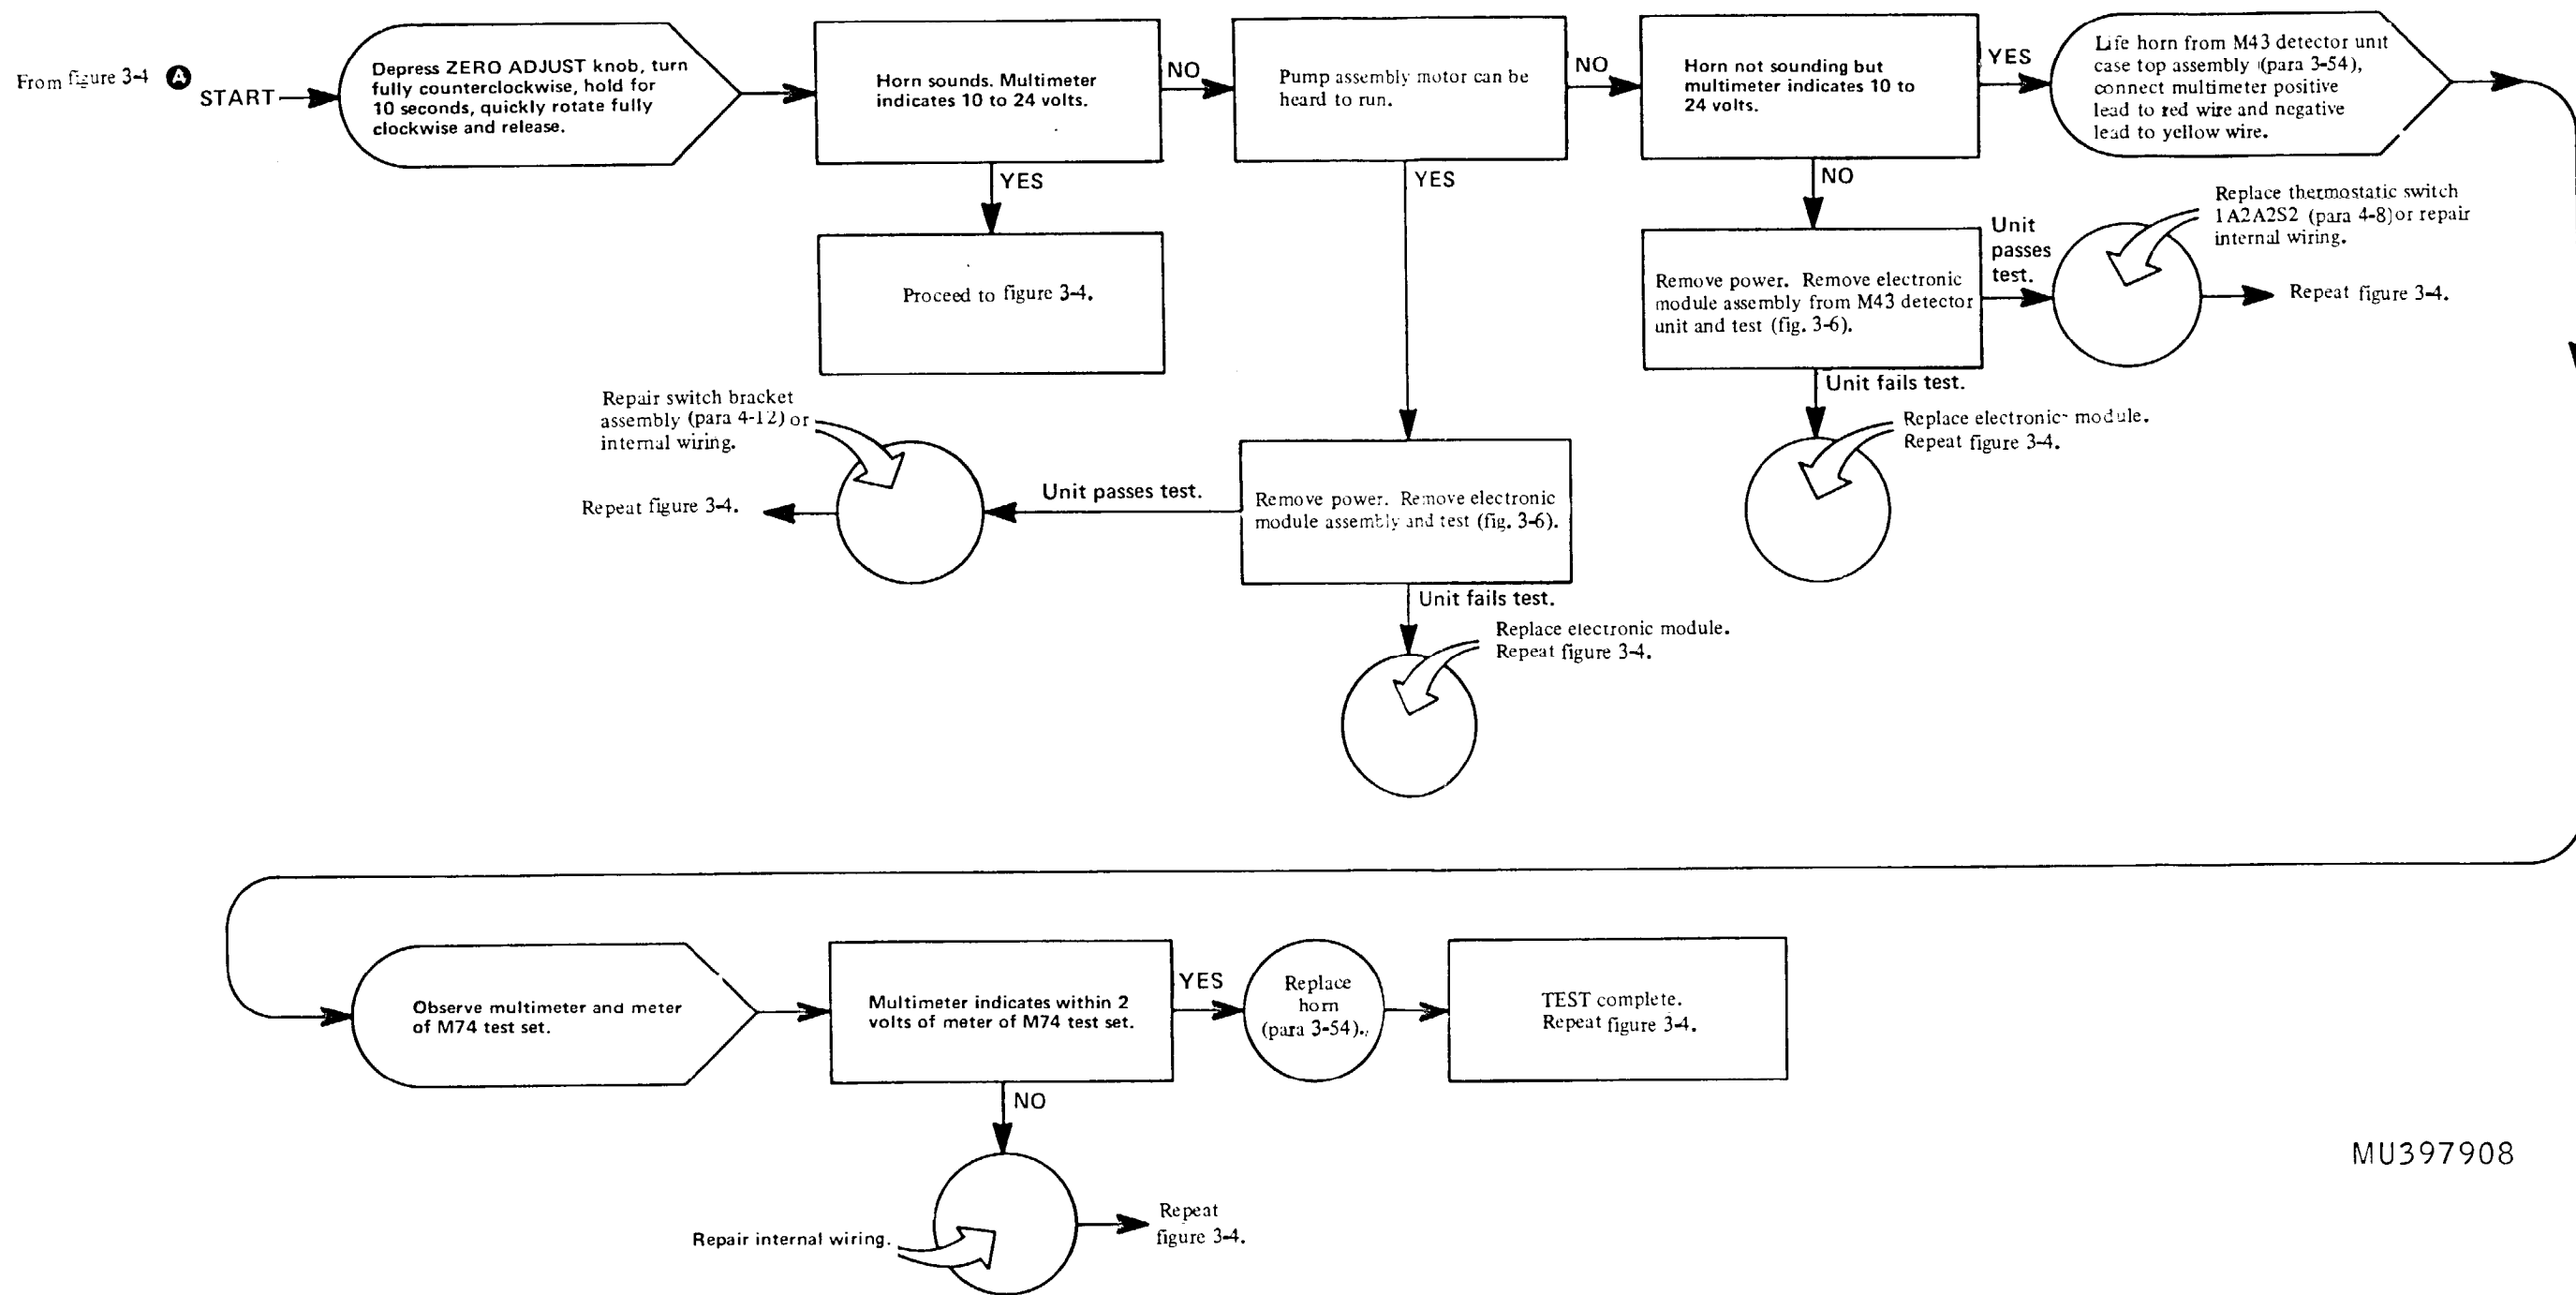 From figure 3-4 A
START
Depress ZERO ADJUST knob, turn
fully counterclockwise, hold for
10 seconds, quickly rotate fully
clockwise and release.
Horn sounds. Multimeter
indicates 10 to 24 volts.
NO
YES
Proceed to figure 3-4.
Pump assembly motor can be
heard to run.
NO
YES
Horn not sounding but
multimeter indicates 10 to
24 volts.
YES
NO
Life horn from M43 detector unit
case top assembly (para 3-54),
connect multimeter positive
lead to red wire and negative
lead to yellow wire.
Remove power. Remove electronic
module assembly from M43 detector
unit and test (fig. 3-6).
Unit
passes
test.
Replace thermostatic switch
1A2A2S2 (para 4-8) or repair
internal wiring.
Repeat figure 3-4.
Unit fails test.
Replace electronic module.
Repeat figure 3-4.
Repair switch bracket
assembly (para 4-12) or
internal wiring.
Repeat figure 3-4.
Unit passes test.
Remove power. Remove electronic
module assembly and test (fig. 3-6).
Unit fails test.
Replace electronic module.
Repeat figure 3-4.
Observe multimeter and meter
of M74 test set.
Multimeter indicates within 2
volts of meter of M74 test set.
YES
Replace
horn
(para 3-54).
TEST complete.
Repeat figure 3-4.
NO
Repair internal wiring.
Repeat
figure 3-4.
MU397908